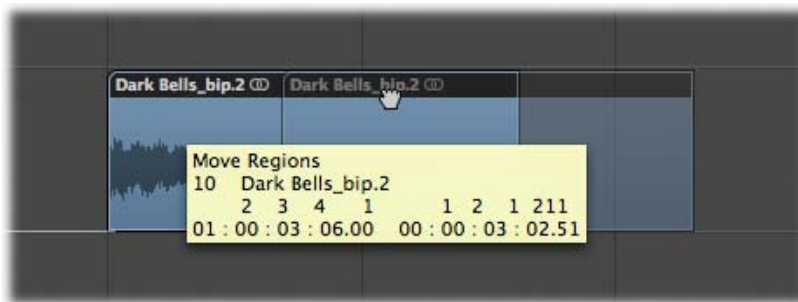 Dark Bells_bip.2 Dark Bells_bip.2
Move Regions
10 Dark Bells_bip.2
2 3 4 1 1 2 1 211
01 : 00 : 03 : 06.00 00 : 00 : 03 : 02.51